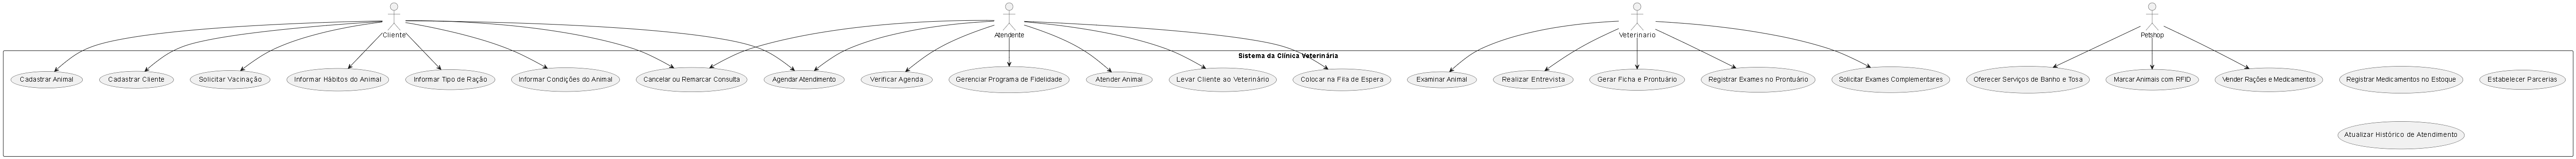 Cliente
Atendente
Veterinario
Petshop
Sistema da Clínica Veterinária
Cadastrar Animal
Cadastrar Cliente
Solicitar Vacinação
Informar Hábitos do Animal
Informar Tipo de Ração
Informar Condições do Animal
Cancelar ou Remarcar Consulta
Agendar Atendimento
Verificar Agenda
Gerenciar Programa de Fidelidade
Atender Animal
Levar Cliente ao Veterinário
Colocar na Fila de Espera
Examinar Animal
Realizar Entrevista
Gerar Ficha e Prontuário
Registrar Exames no Prontuário
Solicitar Exames Complementares
Oferecer Serviços de Banho e Tosa
Marcar Animais com RFID
Vender Rações e Medicamentos
Registrar Medicamentos no Estoque
Estabelecer Parcerias
Atualizar Histórico de Atendimento